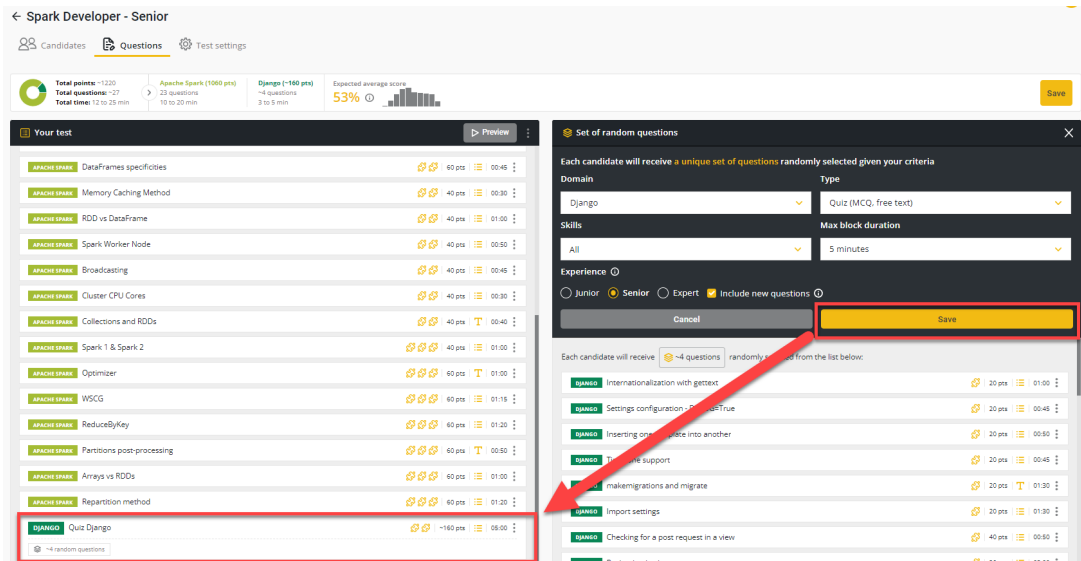 ← Spark Developer - Senior
Candidates Questions Test settings
Total points: ~1220
Total questions: ~27
Total time: 12 to 25 min
Apache Spark (1060 pts)
23 questions
10 to 20 min
Django (~160 pts)
~4 questions
3 to 5 min
Expected average score
53%
Save
Your test
Preview
APACHE SPARK DataFrames specificities 60 pts 00:45
APACHE SPARK Memory Caching Method 40 pts 00:30
APACHE SPARK RDD vs DataFrame 40 pts 01:00
APACHE SPARK Spark Worker Node 40 pts 00:50
APACHE SPARK Broadcasting 40 pts 00:45
APACHE SPARK Cluster CPU Cores 40 pts 00:30
APACHE SPARK Collections and RDDs 40 pts T 00:40
APACHE SPARK Spark 1 & Spark 2 40 pts 01:00
APACHE SPARK Optimizer 60 pts T 01:00
APACHE SPARK WSCG 60 pts 01:15
APACHE SPARK ReduceByKey 60 pts 01:20
APACHE SPARK Partitions post-processing 60 pts T 00:50
APACHE SPARK Arrays vs RDDs 60 pts 01:00
APACHE SPARK Repartition method 60 pts 01:20
DJANGO Quiz Django ~160 pts 05:00
~4 random questions
Set of random questions
Each candidate will receive a unique set of questions randomly selected given your criteria
Domain Type
Django Quiz (MCQ, free text)
Skills Max block duration
All 5 minutes
Experience
Junior Senior Expert Include new questions
Cancel Save
Each candidate will receive ~4 questions randomly from the list below:
DJANGO Internationalization with gettext 20 pts 01:00
DJANGO Settings configuration - 20 pts 00:45
DJANGO Inserting one into another 20 pts 00:50
DJANGO support 20 pts 00:45
makemigrations and migrate 20 pts T 01:30
DJANGO Import settings 20 pts 01:30
DJANGO Checking for a post request in a view 40 pts 00:50